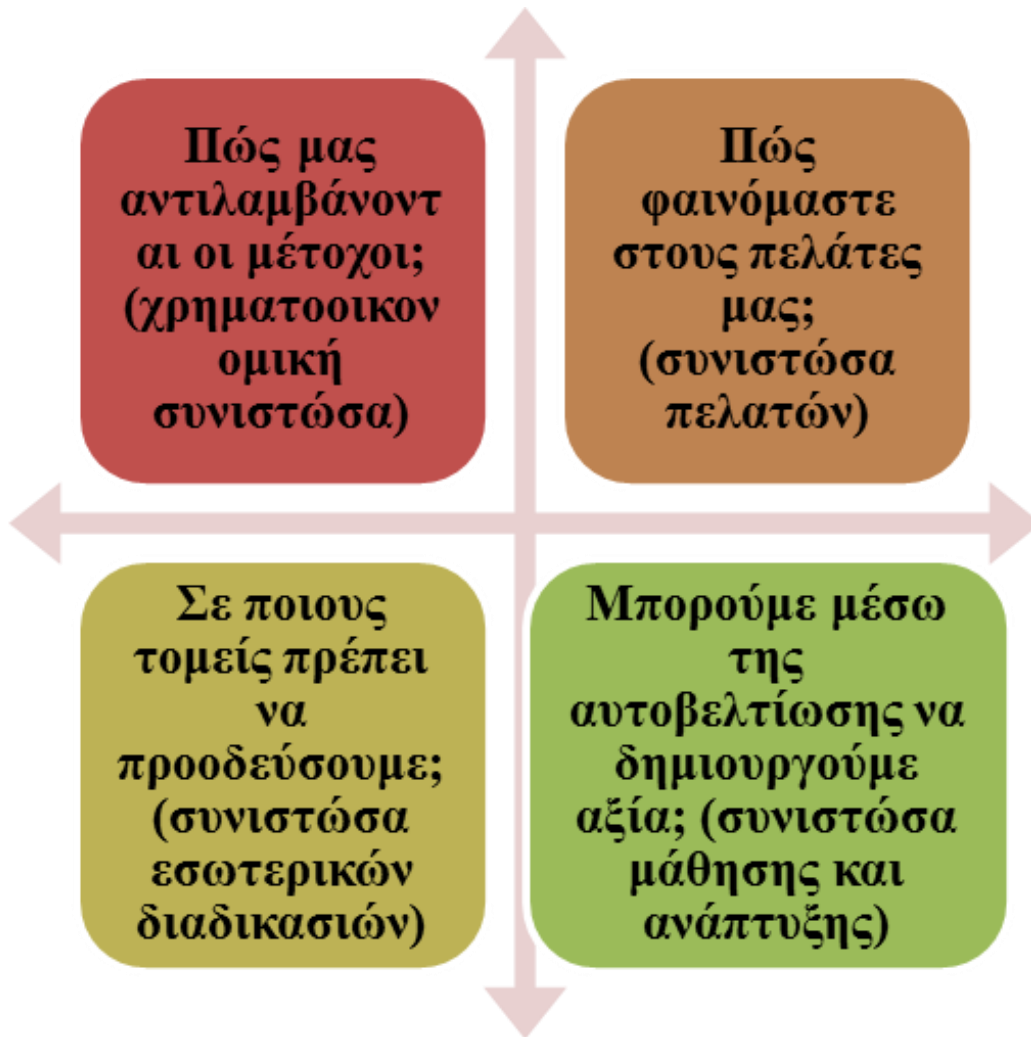 Πώς μας
αντιλαμβάνοντ
αι οι μέτοχοι;
(χρηματοοικον
ομική
συνιστώσα)
Πώς
φαινόμαστε
στους πελάτες
μας;
(συνιστώσα
πελατών)
Σε ποιους
τομείς πρέπει
να
προοδεύσουμε;
(συνιστώσα
εσωτερικών
διαδικασιών)
Μπορούμε μέσω
της
αυτοβελτίωσης να
δημιουργούμε
αξία; (συνιστώσα
μάθησης και
ανάπτυξης)